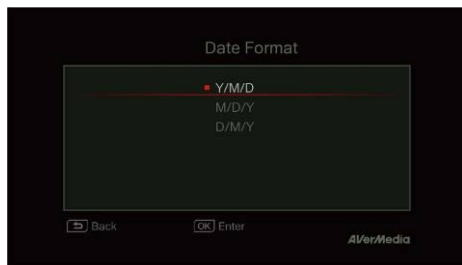 Date Format
Y/M/D
M/D/Y
D/M/Y
Back
OK Enter
AVerMedia